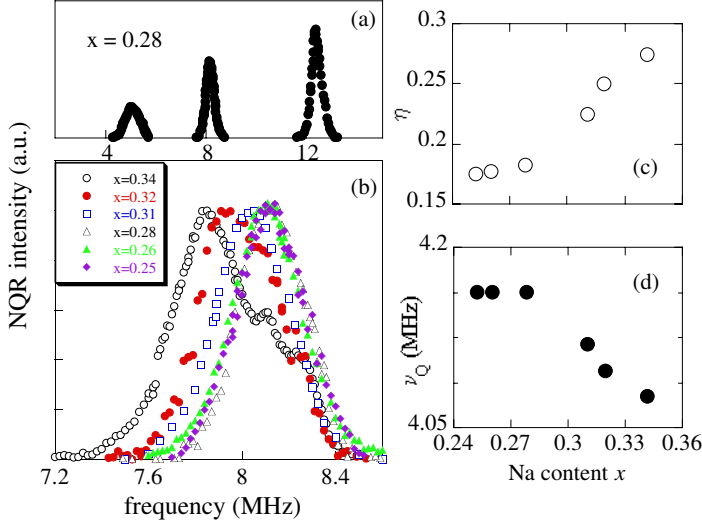 (a)
x = 0.28
4
8
12
NQR intensity (a.u.)
(b)
x=0.34
x=0.32
x=0.31
x=0.28
x=0.26
x=0.25
7.2
7.6
8
8.4
frequency (MHz)
0.3
0.25
η
0.2
0.15
(c)
4.2
(d)
ν_Q (MHz)
4.05
0.24
0.27
0.3
0.33
0.36
Na content x